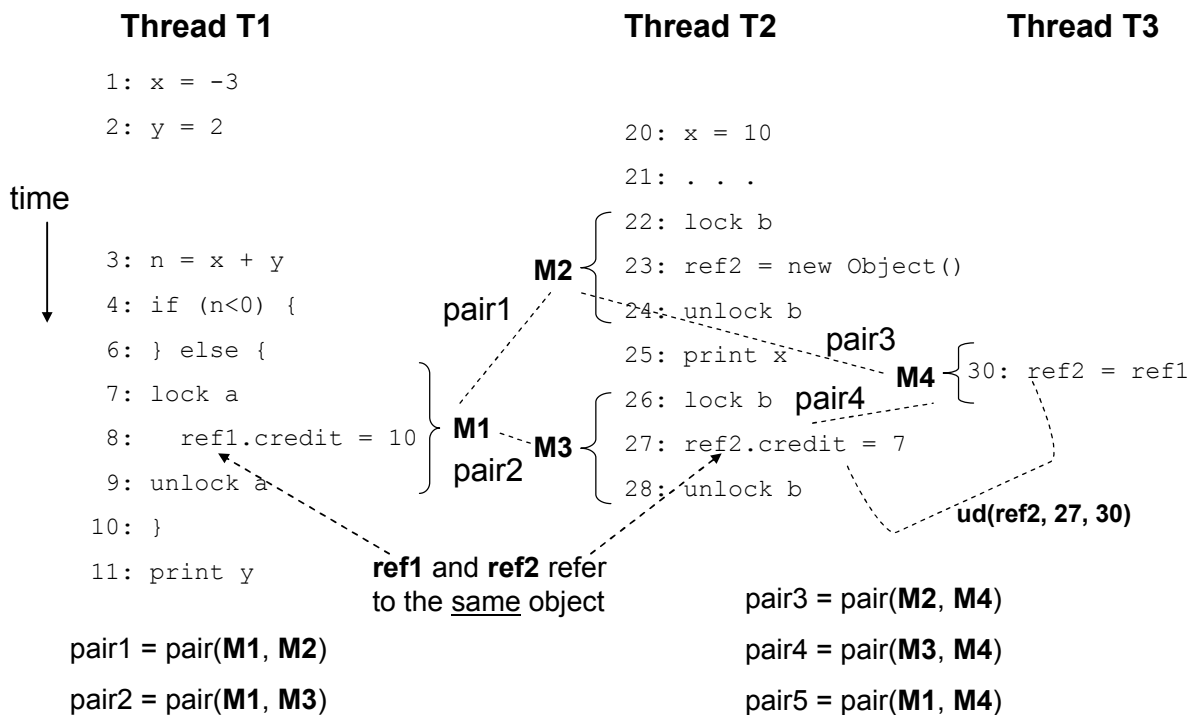 Thread T1
Thread T2
Thread T3
1: x = -3
2: y = 2
20: x = 10
21: . . .
time
22: lock b
3: n = x + y
M2
23: ref2 = new Object()
4: if (n<0) {
pair1
24: unlock b
6: } else {
25: print x
pair3
M4
30: ref2 = ref1
7: lock a
26: lock b
pair4
8: ref1.credit = 10
M1
M3
27: ref2.credit = 7
pair2
9: unlock a
28: unlock b
10: }
ud(ref2, 27, 30)
11: print y
ref1 and ref2 refer
to the same object
pair3 = pair(M2, M4)
pair1 = pair(M1, M2)
pair4 = pair(M3, M4)
pair2 = pair(M1, M3)
pair5 = pair(M1, M4)